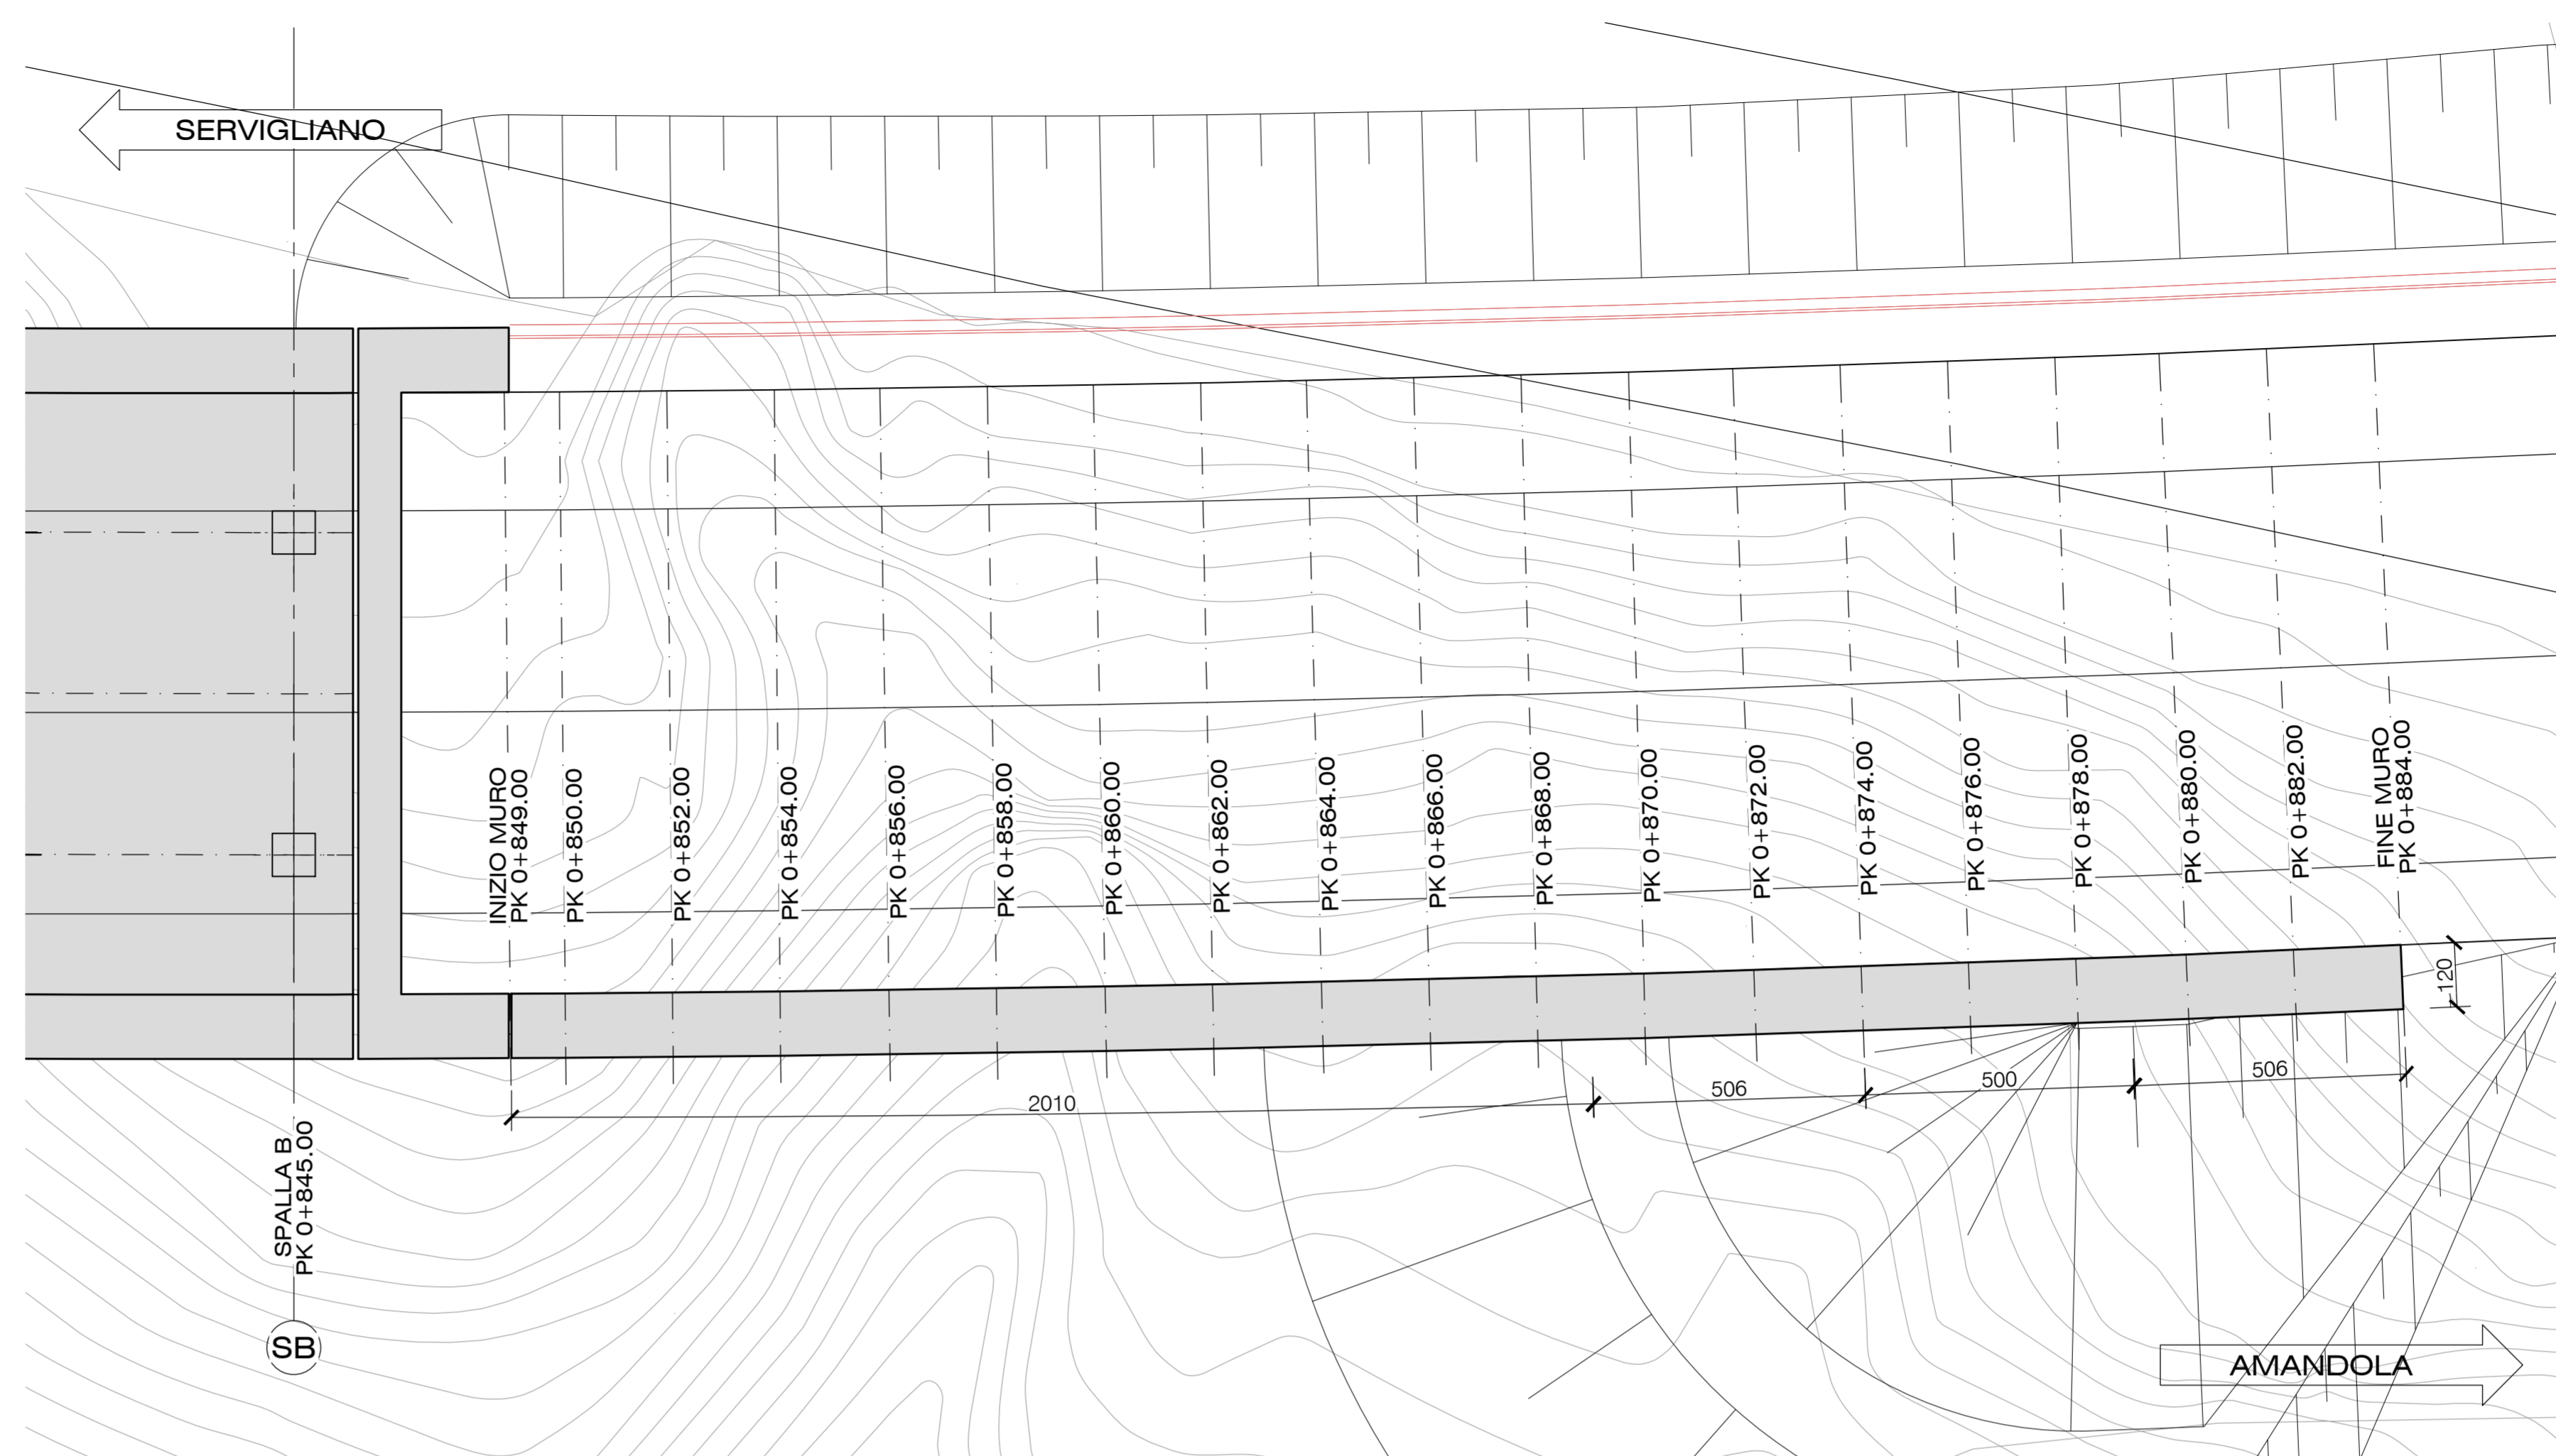 SERVIGLIANO
INIZIO MURO
PK 0+849.00
PK 0+850.00
PK 0+852.00
PK 0+854.00
PK 0+856.00
PK 0+858.00
PK 0+860.00
PK 0+862.00
PK 0+864.00
PK 0+866.00
PK 0+868.00
PK 0+870.00
PK 0+872.00
PK 0+874.00
PK 0+876.00
PK 0+878.00
PK 0+880.00
PK 0+882.00
FINE MURO
PK 0+884.00
120
2010
506
500
506
SPALLA B
PK 0+845.00
SB
AMANDOLA